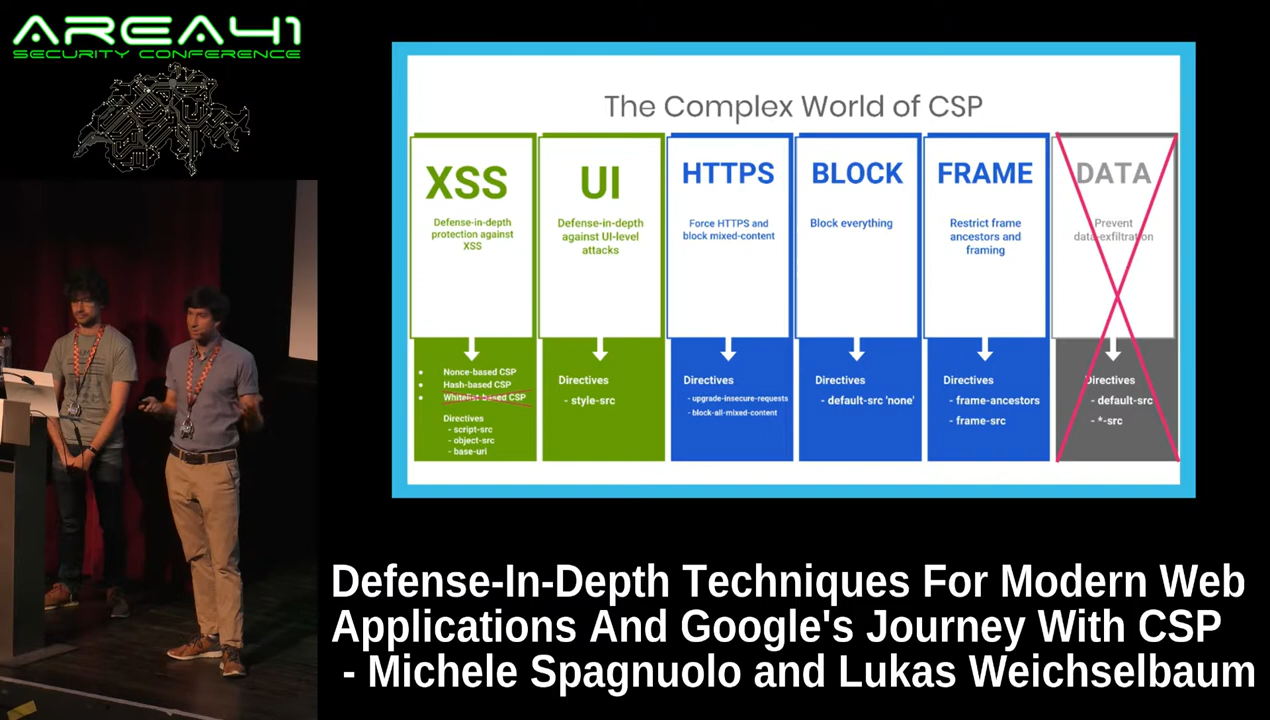 AREA41
SECURITY CONFERENCE
The Complex World of CSP
XSS
Defense-in-depth
protection against
XSS
Nonce-based CSP
Hash-based CSP
Whitelist-based CSP
Directives
- script-src
- object-src
- base-uri
UI
Defense-in-depth
against UI-level
attacks
Directives
- style-src
HTTPS
Force HTTPS and
block mixed-content
Directives
- upgrade-insecure-requests
- block-all-mixed-content
BLOCK
Block everything
Directives
- default-src 'none'
FRAME
Restrict frame
ancestors and
framing
Directives
- frame-ancestors
- frame-src
DATA
Prevent
data-exfiltration
Directives
- default-src
- *-src
Defense-In-Depth Techniques For Modern Web
Applications And Google's Journey With CSP
- Michele Spagnuolo and Lukas Weichselbaum